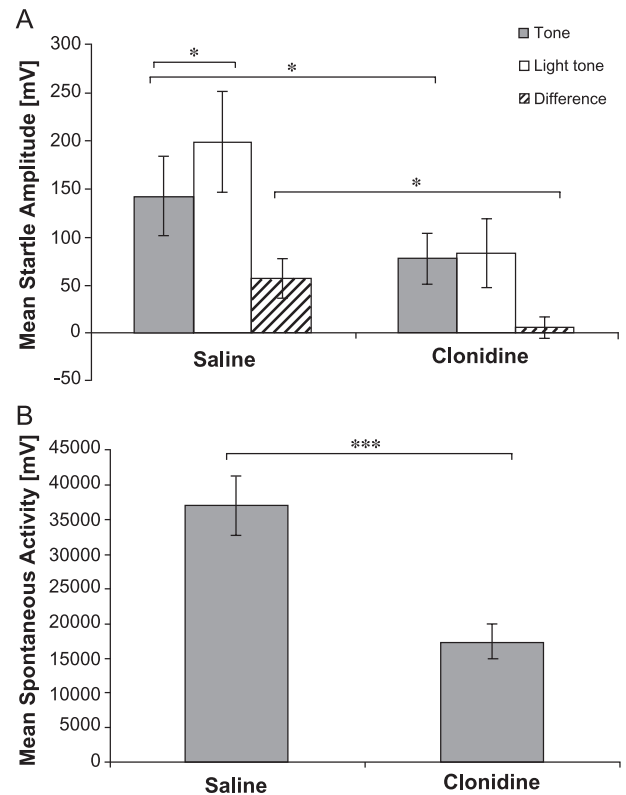 A
Mean Startle Amplitude [mV]
300
250
200
150
100
50
0
-50
*
*
*
Tone
Light tone
Difference
Saline
Clonidine
B
Mean Spontaneous Activity [mV]
45000
40000
35000
30000
25000
20000
15000
10000
5000
0
***
Saline
Clonidine